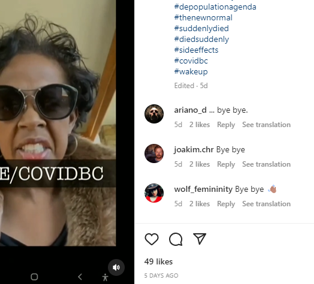 #depopulationagenda
#thenewnormal
#suddenlydied
#diedsuddenly
#sideeffects
#covidbc
#wakeup
Edited · 5d
ariano_d ... bye bye.
5d 2 likes Reply See translation
joakim.chr Bye bye
5d 2 likes Reply See translation
wolf_femininity Bye bye 👋🏼
5d 2 likes Reply See translation
E/COVIDBC
49 likes
5 DAYS AGO